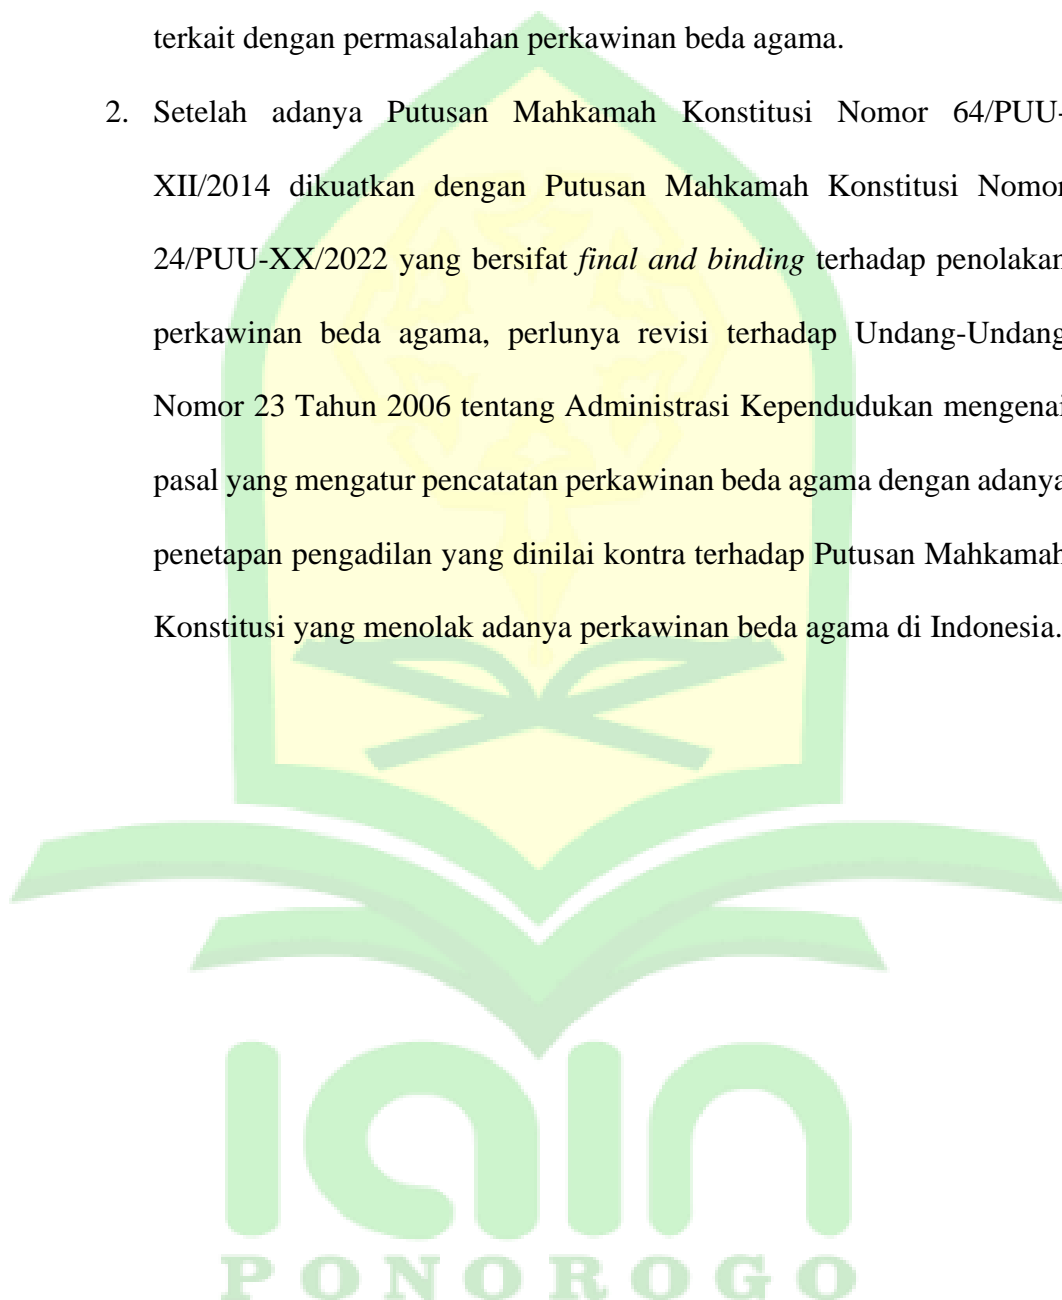 terkait dengan permasalahan perkawinan beda agama.
2. Setelah adanya Putusan Mahkamah Konstitusi Nomor 64/PUU-
XII/2014 dikuatkan dengan Putusan Mahkamah Konstitusi Nomor
24/PUU-XX/2022 yang bersifat final and binding terhadap penolakan
perkawinan beda agama, perlunya revisi terhadap Undang-Undang
Nomor 23 Tahun 2006 tentang Administrasi Kependudukan mengenai
pasal yang mengatur pencatatan perkawinan beda agama dengan adanya
penetapan pengadilan yang dinilai kontra terhadap Putusan Mahkamah
Konstitusi yang menolak adanya perkawinan beda agama di Indonesia.
iain
PONOROGO